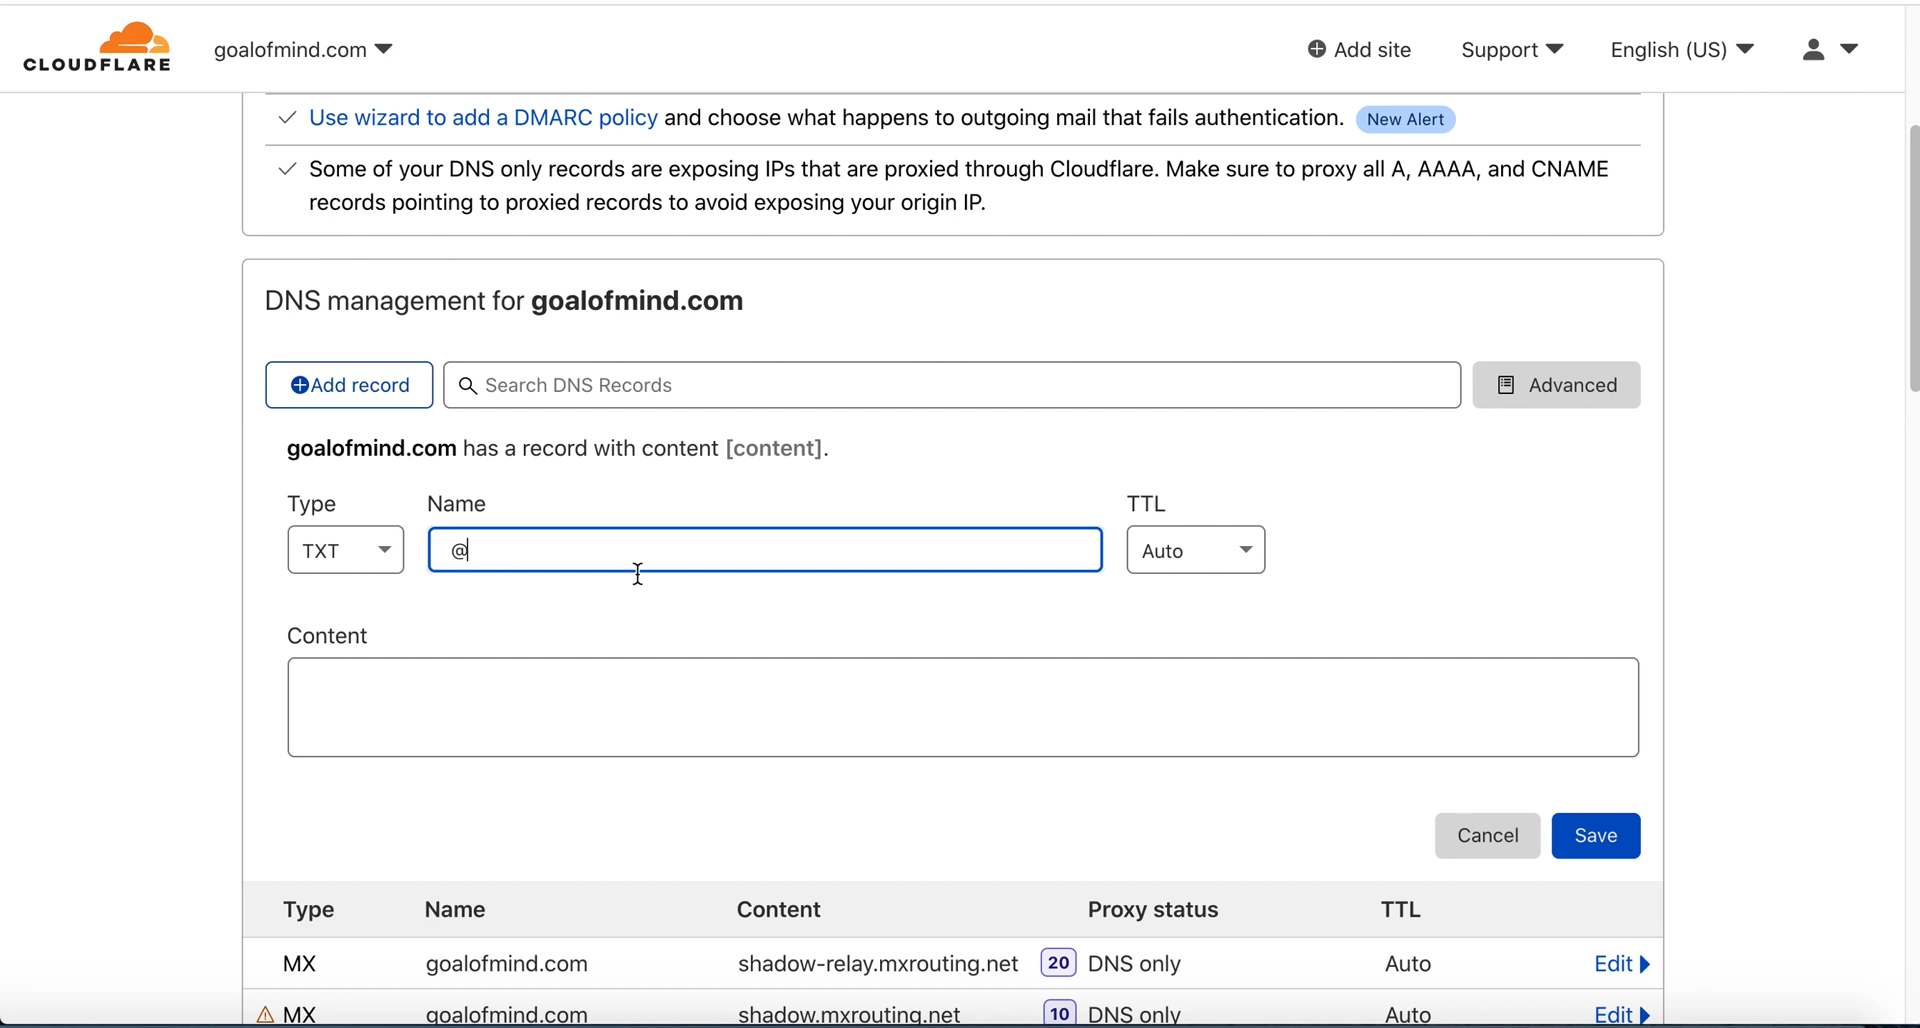 CLOUDFLARE
goalofmind.com
Add site
Support
English (US)
Use wizard to add a DMARC policy and choose what happens to outgoing mail that fails authentication. New Alert
Some of your DNS only records are exposing IPs that are proxied through Cloudflare. Make sure to proxy all A, AAAA, and CNAME
records pointing to proxied records to avoid exposing your origin IP.
DNS management for goalofmind.com
Add record
Search DNS Records
Advanced
goalofmind.com has a record with content [content].
Type Name TTL
TXT @ Auto
Content
Cancel Save
Type Name Content Proxy status TTL
MX goalofmind.com shadow-relay.mxrouting.net 20 DNS only Auto Edit
MX goalofmind.com shadow.mxrouting.net 10 DNS only Auto Edit